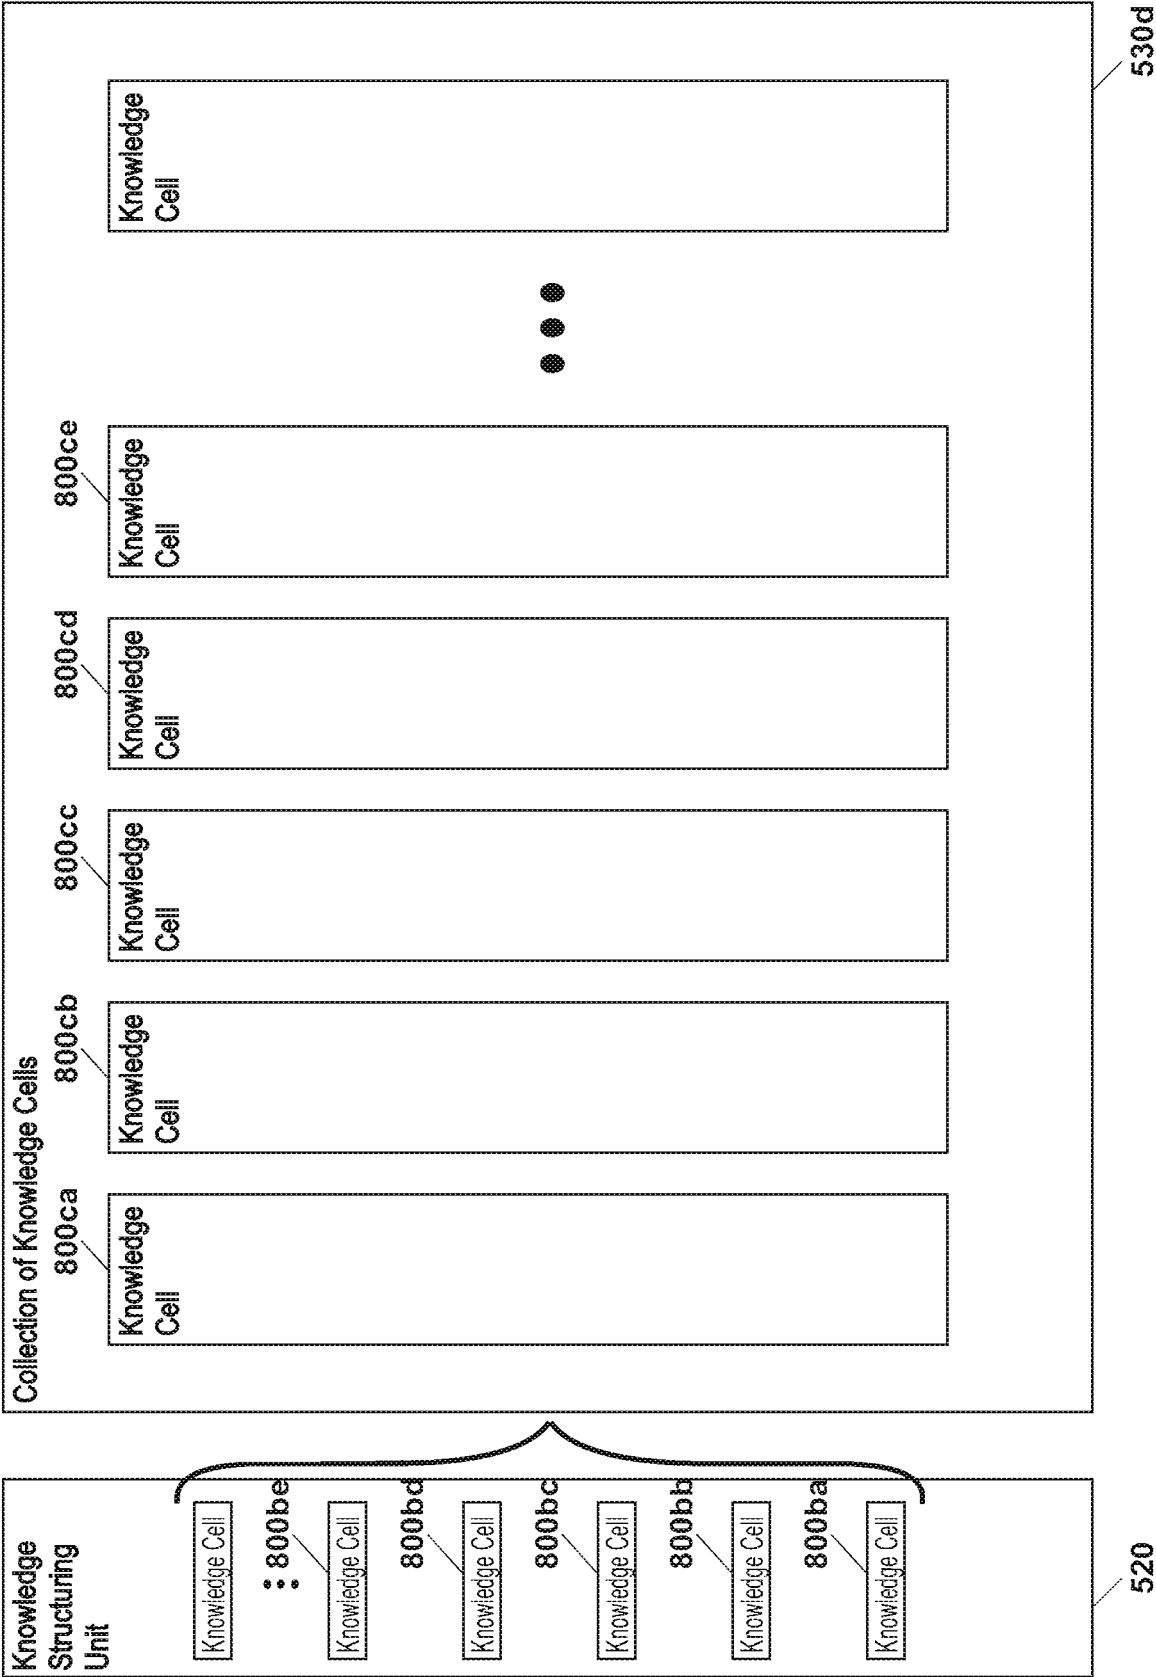 Knowledge
Structuring
Unit
Knowledge Cell
800be
Knowledge Cell
800bd
Knowledge Cell
800bc
Knowledge Cell
800bb
Knowledge Cell
800ba
Knowledge Cell
520
Collection of Knowledge Cells
800ca
Knowledge
Cell
800cb
Knowledge
Cell
800cc
Knowledge
Cell
800cd
Knowledge
Cell
800ce
Knowledge
Cell
Knowledge
Cell
530d